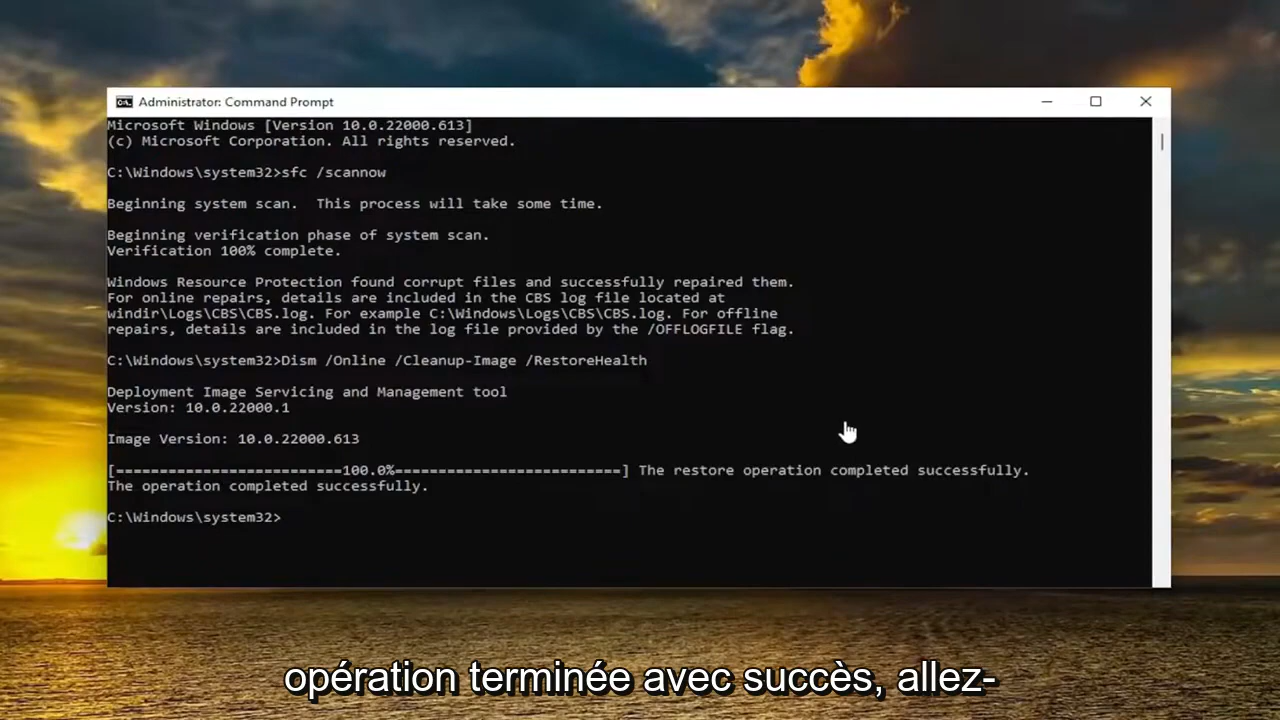 Administrator: Command Prompt
Microsoft Windows [Version 10.0.22000.613]
(c) Microsoft Corporation. All rights reserved.
C:\Windows\system32>sfc /scannow
Beginning system scan.  This process will take some time.
Beginning verification phase of system scan.
Verification 100% complete.
Windows Resource Protection found corrupt files and successfully repaired them.
For online repairs, details are included in the CBS log file located at
windir\Logs\CBS\CBS.log. For example C:\Windows\Logs\CBS\CBS.log. For offline
repairs, details are included in the log file provided by the /OFFLOGFILE flag.
C:\Windows\system32>Dism /Online /Cleanup-Image /RestoreHealth
Deployment Image Servicing and Management tool
Version: 10.0.22000.1
Image Version: 10.0.22000.613
[==========================100.0%==========================] The restore operation completed successfully.
The operation completed successfully.
C:\Windows\system32>
opération terminée avec succès, allez-